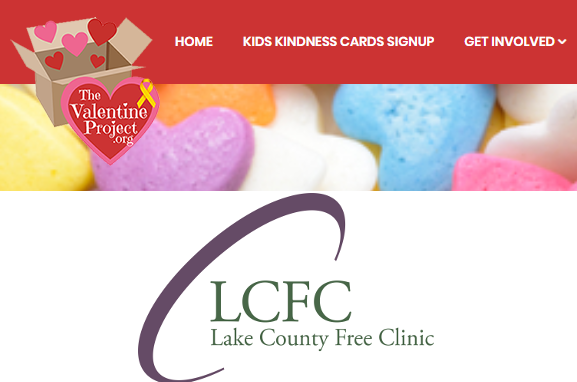 HOME KIDS KINDNESS CARDS SIGNUP GET INVOLVED
The
Valentine
Project
.org
LCFC
Lake County Free Clinic